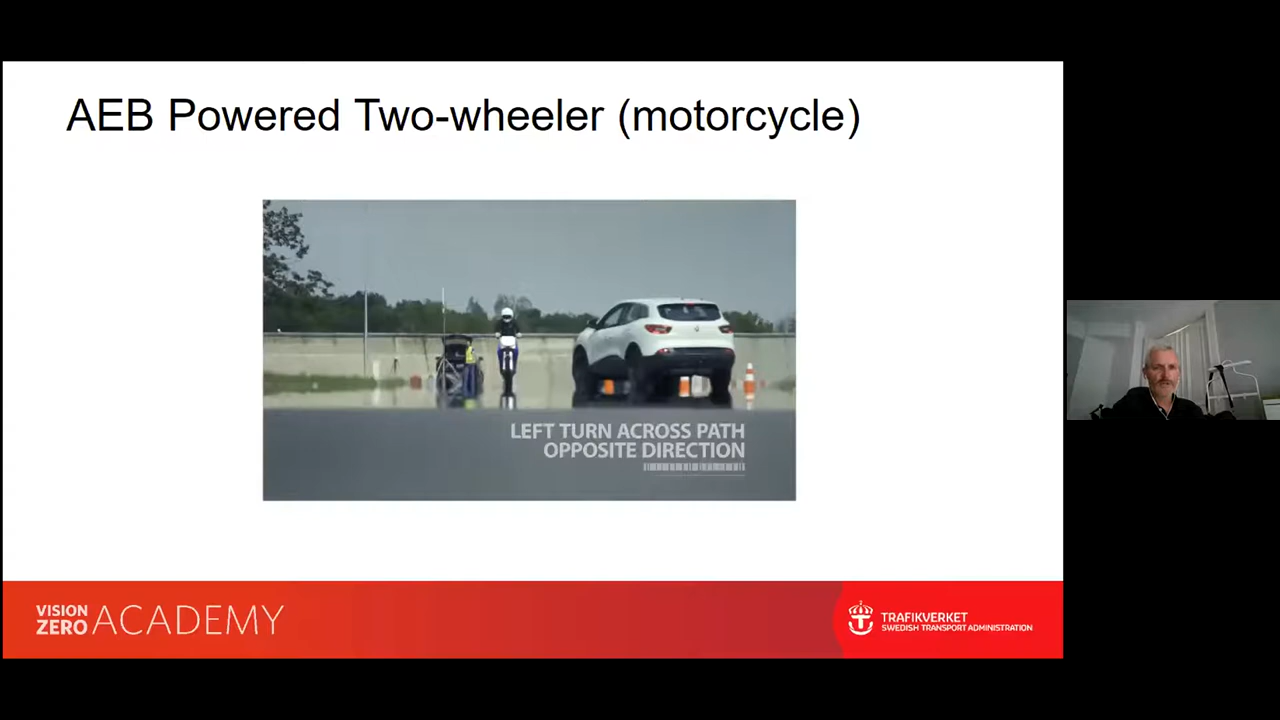 AEB Powered Two-wheeler (motorcycle)
LEFT TURN ACROSS PATH
OPPOSITE DIRECTION
VISION
ZERO ACADEMY
TRAFIKVERKET
SWEDISH TRANSPORT ADMINISTRATION